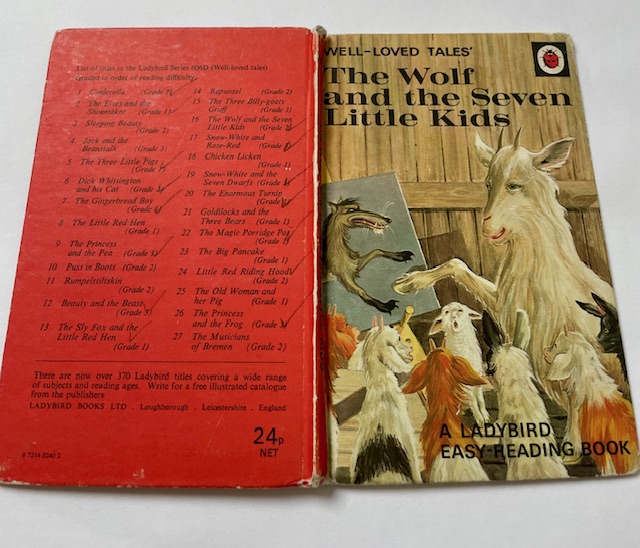 List of titles in the Ladybird Series 606D (Well-loved tales)
Graded in order of reading difficulty
1 Cinderella (Grade 3)
2 The Elves and the
Shoemaker (Grade 1)
3 Sleeping Beauty
(Grade 2)
4 Jack and the
Beanstalk (Grade 3)
5 The Three Little Pigs
(Grade 1)
6 Dick Whittington
and his Cat (Grade 3)
7 The Gingerbread Boy
8 The Little Red Hen
(Grade 1)
9 The Princess
and the Pea (Grade 3)
10 Puss in Boots (Grade 2)
11 Rumpelstiltskin
(Grade 2)
12 Beauty and the Beast
(Grade 3)
13 The Sly Fox and the
Little Red Hen
(Grade 1)
14 Rapunzel (Grade 2)
15 The Three Billy-goats
Gruff (Grade 1)
16 The Wolf and the Seven
Little Kids (Grade 2)
17 Snow-White and
Rose-Red (Grade 2)
18 Chicken Licken
(Grade 1)
19 Snow-White and the
Seven Dwarfs (Grade 3)
20 The Enormous Turnip
(Grade 1)
21 Goldilocks and the
Three Bears (Grade 1)
22 The Magic Porridge Pot
(Grade 1)
23 The Big Pancake
(Grade 1)
24 Little Red Riding Hood
(Grade 2)
25 The Old Woman and
her Pig (Grade 1)
26 The Princess
and the Frog (Grade 3)
27 The Musicians
of Bremen (Grade 2)
There are now over 370 Ladybird titles covering a wide range
of subjects and reading ages. Write for a free illustrated catalogue
from the publishers
LADYBIRD BOOKS LTD . Loughborough . Leicestershire . England
24p
NET
0 7214 0240 2
WELL-LOVED TALES'
The Wolf
and the Seven
Little Kids
A LADYBIRD
EASY-READING BOOK